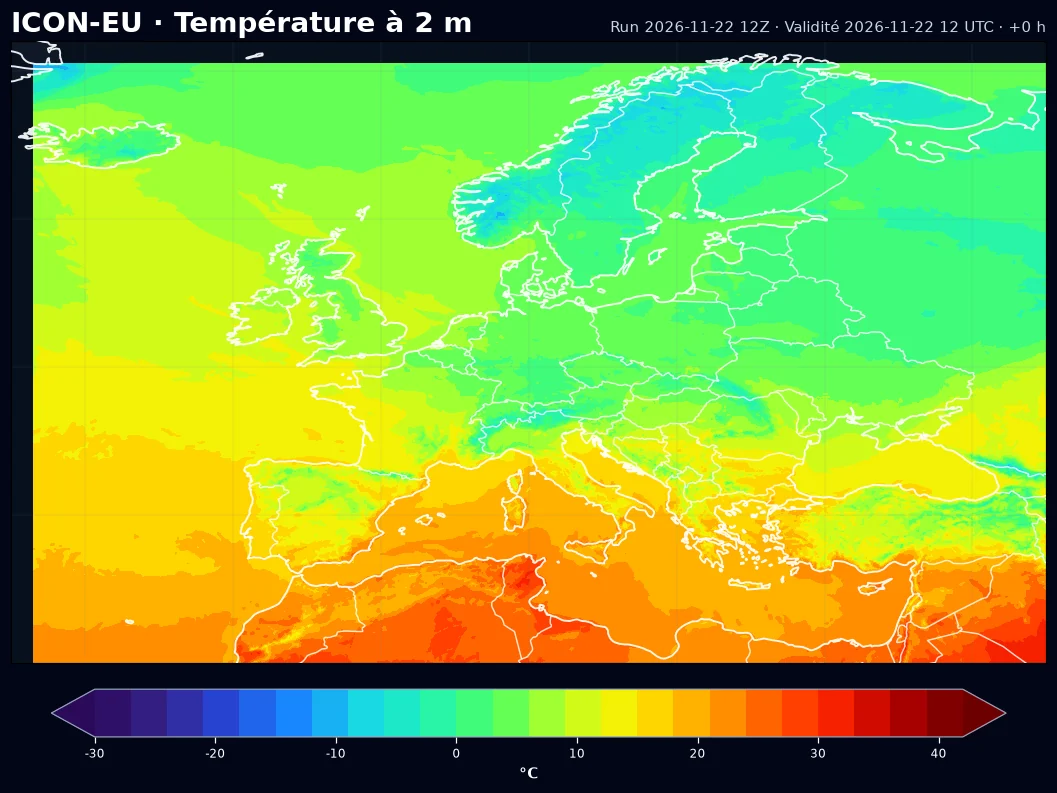 ICON-EU · Température à 2 m
Run 2026-11-22 12Z · Validité 2026-11-22 12 UTC · +0 h
-30 -20 -10 0 10 20 30 40
°C